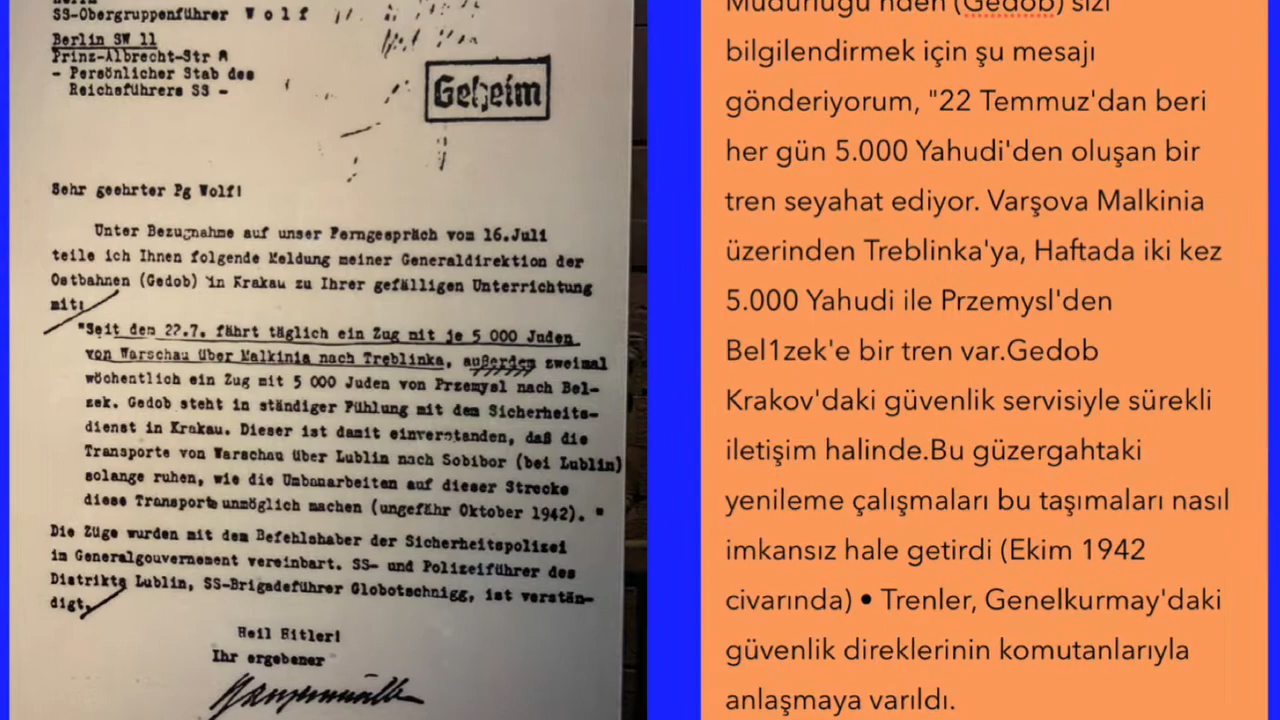 SS-Obergruppenführer Wolf
Berlin SW 11
Prinz-Albrecht-Str 8
- Persönlicher Stab des
Reichsführers SS -
Geheim
Sehr geehrter Pg Wolf!
Unter Bezugnahme auf unser Ferngespräch vom 16.Juli
teile ich Ihnen folgende Meldung meiner Generaldirektion der
Ostbahnen (Gedob) in Krakau zu Ihrer gefälligen Unterrichtung
mit:
"Seit dem 22.7. fährt täglich ein Zug mit je 5 000 Juden
von Warschau über Malkinia nach Treblinka, außerdem zweimal
wöchentlich ein Zug mit 5 000 Juden von Przemysl nach Bel-
zek. Gedob steht in ständiger Fühlung mit dem Sicherheits-
dienst in Krakau. Dieser ist damit einverstanden, daß die
Transporte von Warschau über Lublin nach Sobibor (bei Lublin)
solange ruhen, wie die Umbauarbeiten auf dieser Strecke
diese Transporte unmöglich machen (ungefähr Oktober 1942). "
Die Züge wurden mit dem Befehlshaber der Sicherheitspolizei
im Generalgouvernement vereinbart. SS- und Polizeiführer des
Distrikts Lublin, SS-Brigadeführer Globotschnigg, ist verstän-
digt.
Heil Hitler!
Ihr ergebener
Müdürlüğü'nden (Gedob) sizi
bilgilendirmek için şu mesajı
gönderiyorum, "22 Temmuz'dan beri
her gün 5.000 Yahudi'den oluşan bir
tren seyahat ediyor. Varşova Malkinia
üzerinden Treblinka'ya, Haftada iki kez
5.000 Yahudi ile Przemysl'den
Bel1zek'e bir tren var.Gedob
Krakov'daki güvenlik servisiyle sürekli
iletişim halinde.Bu güzergahtaki
yenileme çalışmaları bu taşımaları nasıl
imkansız hale getirdi (Ekim 1942
civarında) • Trenler, Genelkurmay'daki
güvenlik direklerinin komutanlarıyla
anlaşmaya varıldı.